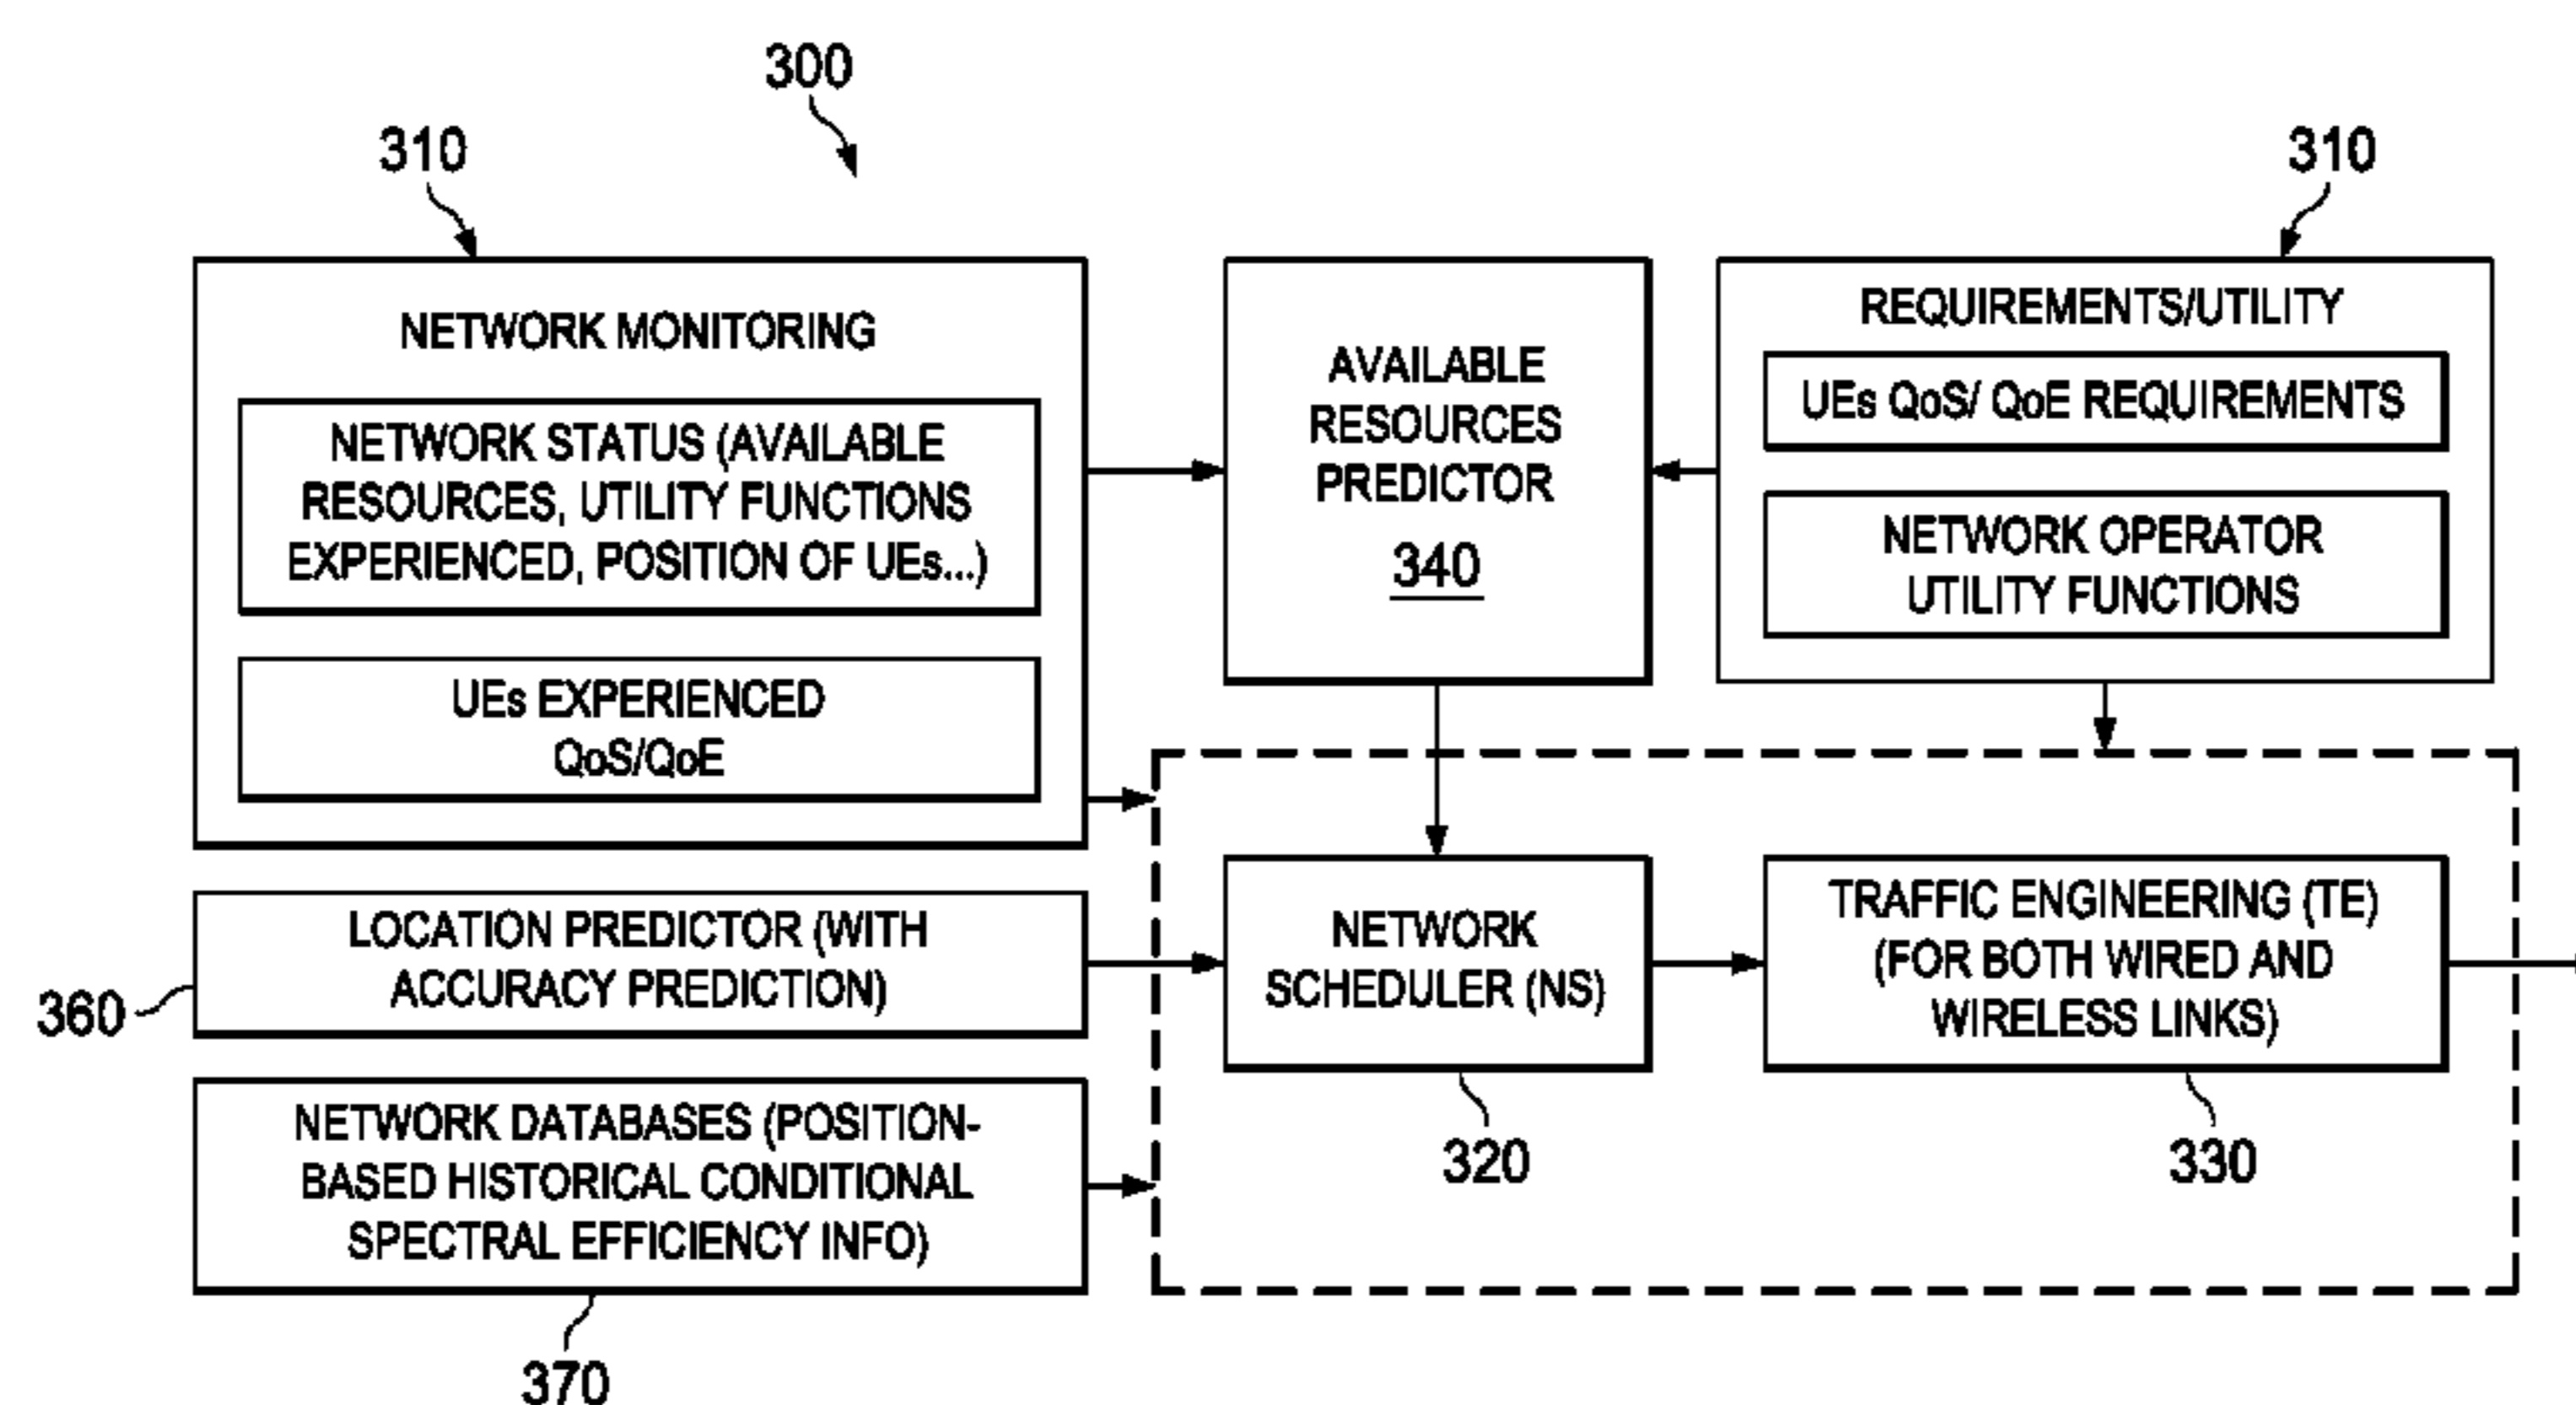 300
310
310
NETWORK MONITORING
NETWORK STATUS (AVAILABLE
RESOURCES, UTILITY FUNCTIONS
EXPERIENCED, POSITION OF UEs...)
UEs EXPERIENCED
QoS/QoE
AVAILABLE
RESOURCES
PREDICTOR
340
REQUIREMENTS/UTILITY
UEs QoS/ QoE REQUIREMENTS
NETWORK OPERATOR
UTILITY FUNCTIONS
LOCATION PREDICTOR (WITH
ACCURACY PREDICTION)
360
NETWORK
SCHEDULER (NS)
320
TRAFFIC ENGINEERING (TE)
(FOR BOTH WIRED AND
WIRELESS LINKS)
330
NETWORK DATABASES (POSITION-
BASED HISTORICAL CONDITIONAL
SPECTRAL EFFICIENCY INFO)
370